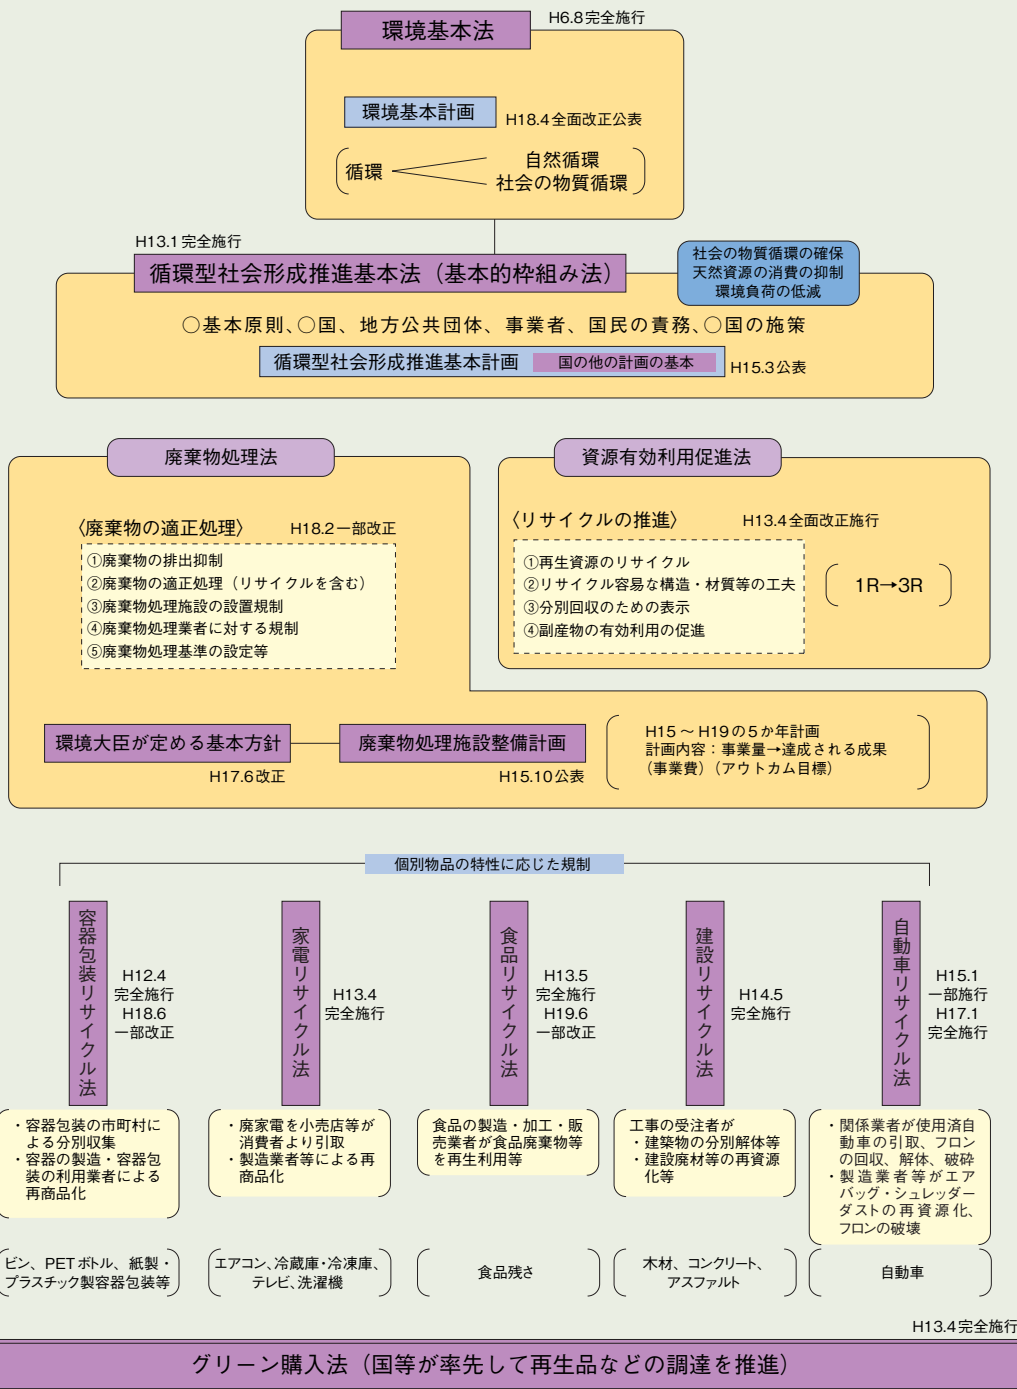 環境基本法
H6.8完全施行
環境基本計画
H18.4全面改正公表
循環
自然循環
社会の物質循環
H13.1完全施行
循環型社会形成推進基本法（基本的枠組み法）
社会の物質循環の確保
天然資源の消費の抑制
環境負荷の低減
○基本原則、○国、地方公共団体、事業者、国民の責務、○国の施策
循環型社会形成推進基本計画
国の他の計画の基本
H15.3公表
廃棄物処理法
〈廃棄物の適正処理〉
H18.2一部改正
①廃棄物の排出抑制
②廃棄物の適正処理（リサイクルを含む）
③廃棄物処理施設の設置規制
④廃棄物処理業者に対する規制
⑤廃棄物処理基準の設定等
資源有効利用促進法
〈リサイクルの推進〉
H13.4全面改正施行
①再生資源のリサイクル
②リサイクル容易な構造・材質等の工夫
③分別回収のための表示
④副産物の有効利用の促進
1R→3R
環境大臣が定める基本方針
H17.6改正
廃棄物処理施設整備計画
H15.10公表
H15～H19の5か年計画
計画内容：事業量→達成される成果
（事業費）（アウトカム目標）
個別物品の特性に応じた規制
容器包装リサイクル法
H12.4
完全施行
H18.6
一部改正
家電リサイクル法
H13.4
完全施行
食品リサイクル法
H13.5
完全施行
H19.6
一部改正
建設リサイクル法
H14.5
完全施行
自動車リサイクル法
H15.1
一部施行
H17.1
完全施行
・容器包装の市町村に
よる分別収集
・容器の製造・容器包
装の利用業者による
再商品化
・廃家電を小売店等が
消費者より引取
・製造業者等による再
商品化
食品の製造・加工・販
売業者が食品廃棄物等
を再生利用等
工事の受注者が
・建築物の分別解体等
・建設廃材等の再資源
化等
・関係業者が使用済自
動車の引取、フロン
の回収、解体、破砕
・製造業者等がエア
バッグ・シュレッダー
ダストの再資源化、
フロンの破壊
ビン、PETボトル、紙製・
プラスチック製容器包装等
エアコン、冷蔵庫・冷凍庫、
テレビ、洗濯機
食品残さ
木材、コンクリート、
アスファルト
自動車
H13.4完全施行
グリーン購入法（国等が率先して再生品などの調達を推進）